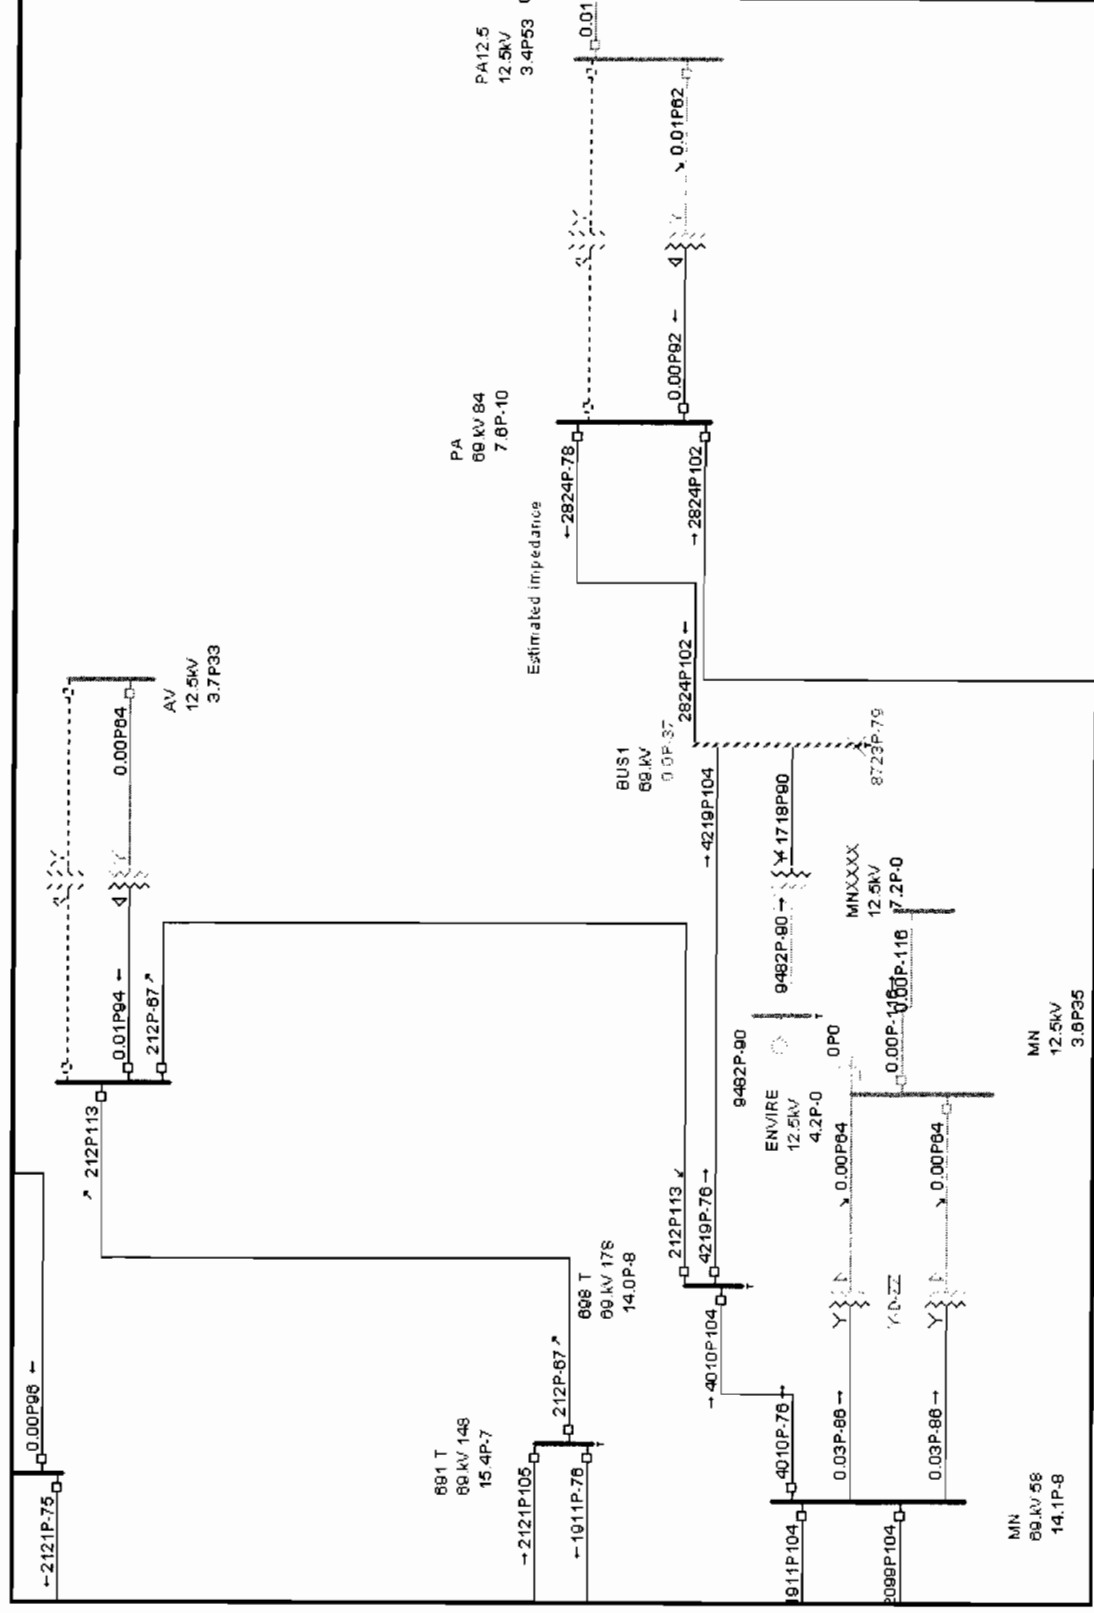 PA12.5
12.5kV
3.4P53
0.01
0.01P62
PA
69.kV 84
7.6P-10
0.00P92 ←
←2824P-78
→2824P102
Estimated impedance
2824P102 ←
AV
12.5kV
3.7P33
0.00P64
BUS1
69.kV
0.0P-37
8723P-79
→4219P104
1718P90
9482P-90 →
MNXXXX
12.5kV
7.2P-0
0.00P-116
0.00P-116
0.01P94 ←
212P-67
212P113
9482P-90
ENVIRE
12.5kV
4.2P-0
0P0
MN
12.5kV
3.6P35
0.00P64
0.00P64
212P113
4219P-76 →
→4010P104
698 T
69.kV 178
14.0P-8
212P-67
0.00P96 ←
←2121P-75
691 T
69.kV 148
15.4P-7
→2121P105
←1911P-76
4010P-76→
Y-D-ZZ
0.03P-86→
0.03P-86→
1911P104
2099P104
MN
69.kV 58
14.1P-8